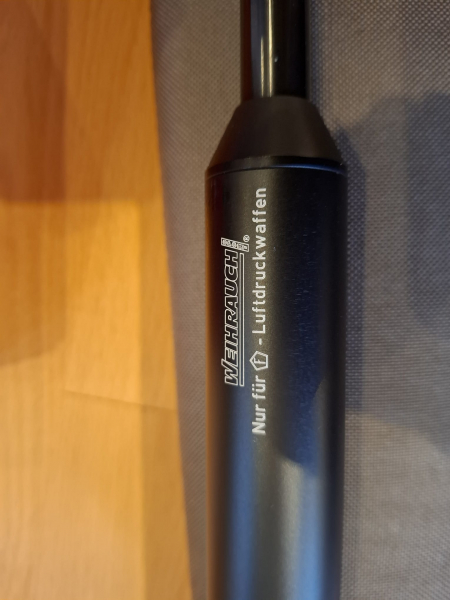 WEIHRAUCH ®
Nur für F - Luftdruckwaffen